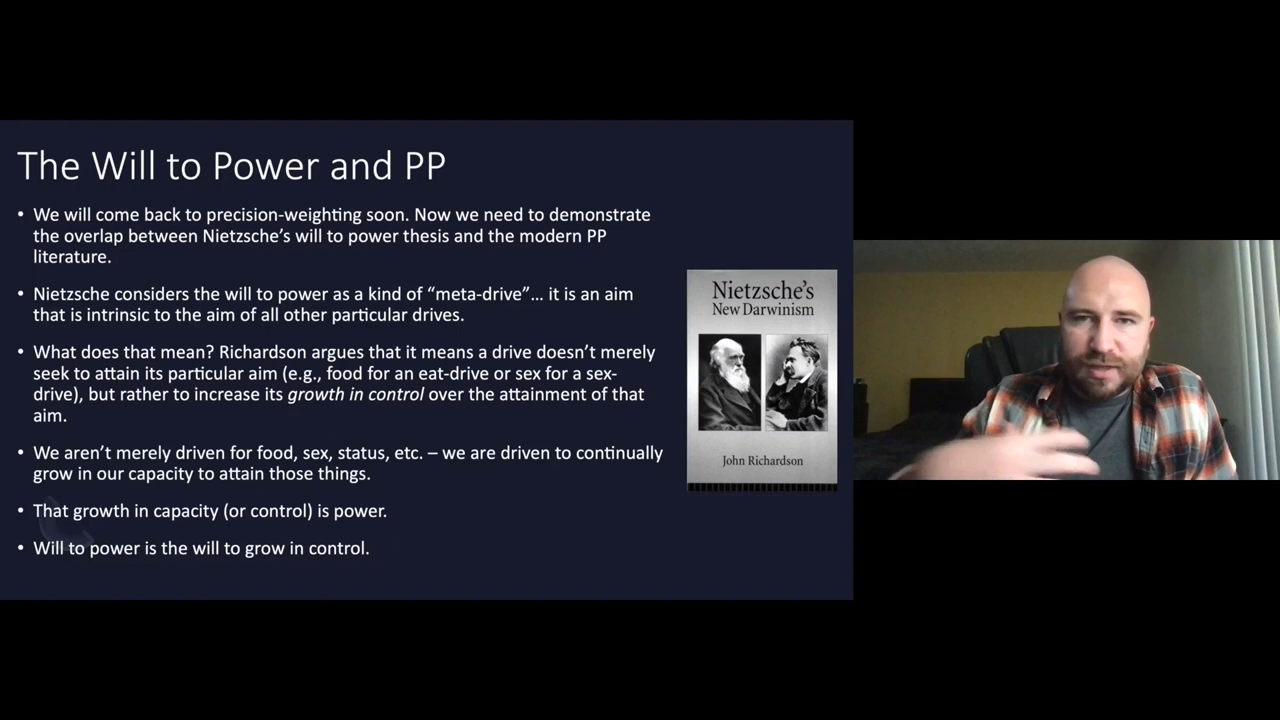 The Will to Power and PP
• We will come back to precision-weighting soon. Now we need to demonstrate
the overlap between Nietzsche's will to power thesis and the modern PP
literature.
• Nietzsche considers the will to power as a kind of “meta-drive”... it is an aim
that is intrinsic to the aim of all other particular drives.
• What does that mean? Richardson argues that it means a drive doesn't merely
seek to attain its particular aim (e.g., food for an eat-drive or sex for a sex-
drive), but rather to increase its growth in control over the attainment of that
aim.
• We aren't merely driven for food, sex, status, etc. – we are driven to continually
grow in our capacity to attain those things.
• That growth in capacity (or control) is power.
• Will to power is the will to grow in control.
Nietzsche's
New Darwinism
John Richardson